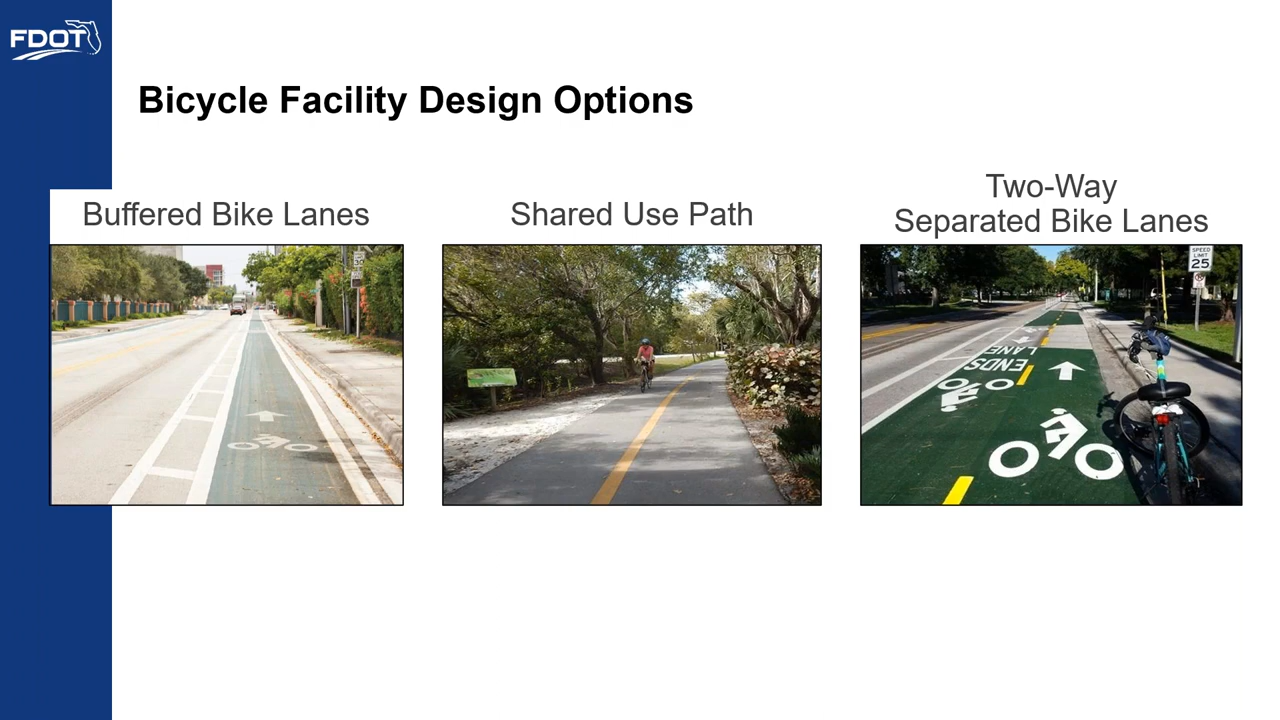 FDOT
Bicycle Facility Design Options
Buffered Bike Lanes
Shared Use Path
Two-Way
Separated Bike Lanes
SPEED
LIMIT
25
LANE
ENDS